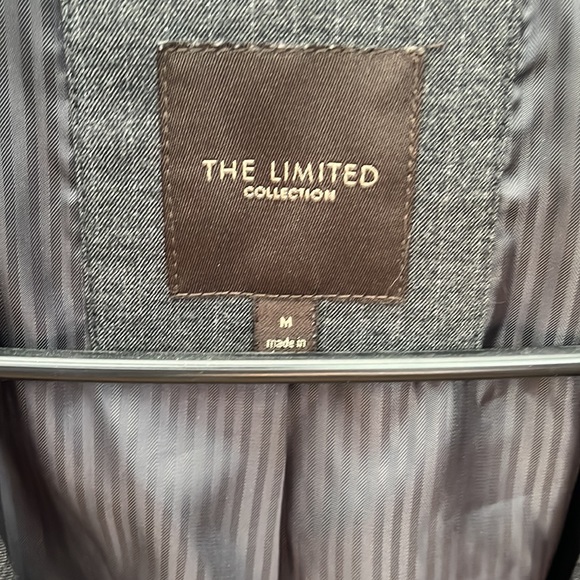 THE LIMITED
COLLECTION
M
made in